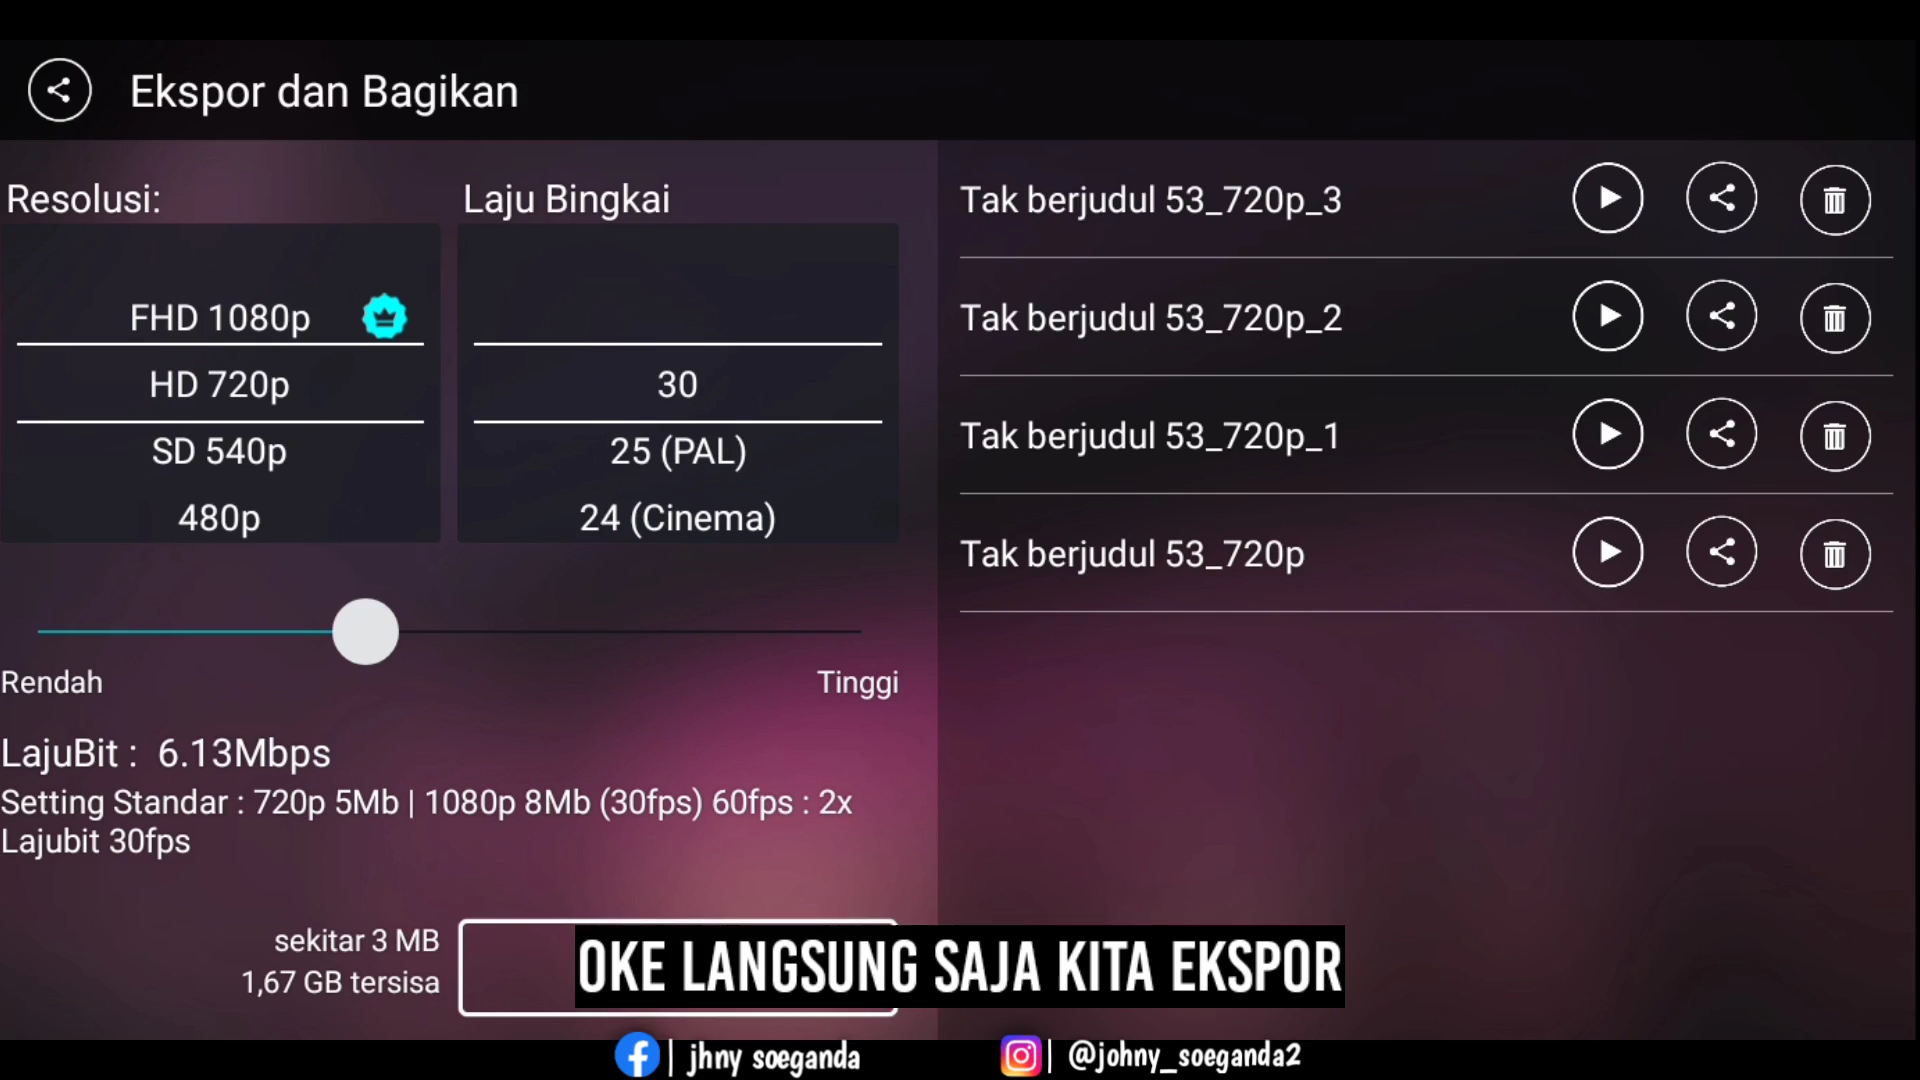 Ekspor dan Bagikan
Resolusi:
FHD 1080p
HD 720p
SD 540p
480p
Laju Bingkai
30
25 (PAL)
24 (Cinema)
Rendah
Tinggi
LajuBit : 6.13Mbps
Setting Standar : 720p 5Mb | 1080p 8Mb (30fps) 60fps : 2x
Lajubit 30fps
sekitar 3 MB
1,67 GB tersisa
Tak berjudul 53_720p_3
Tak berjudul 53_720p_2
Tak berjudul 53_720p_1
Tak berjudul 53_720p
OKE LANGSUNG SAJA KITA EKSPOR
| jhny soeganda
| @johny_soeganda2